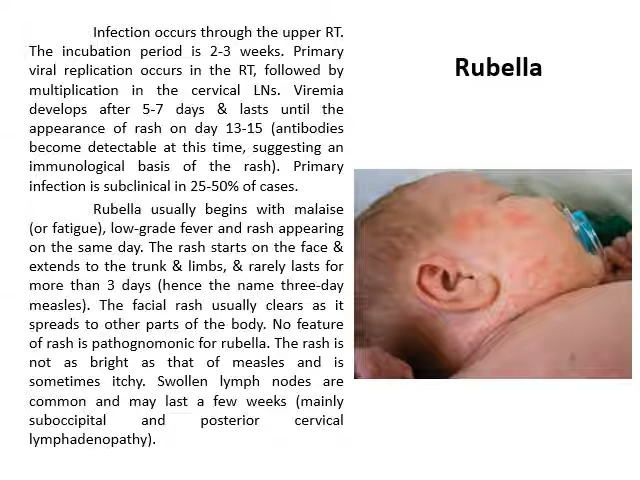 Infection occurs through the upper RT.
The incubation period is 2-3 weeks. Primary
viral replication occurs in the RT, followed by
multiplication in the cervical LNs. Viremia
develops after 5-7 days & lasts until the
appearance of rash on day 13-15 (antibodies
become detectable at this time, suggesting an
immunological basis of the rash). Primary
infection is subclinical in 25-50% of cases.
Rubella usually begins with malaise
(or fatigue), low-grade fever and rash appearing
on the same day. The rash starts on the face &
extends to the trunk & limbs, & rarely lasts for
more than 3 days (hence the name three-day
measles). The facial rash usually clears as it
spreads to other parts of the body. No feature
of rash is pathognomonic for rubella. The rash is
not as bright as that of measles and is
sometimes itchy. Swollen lymph nodes are
common and may last a few weeks (mainly
suboccipital and posterior cervical
lymphadenopathy).
Rubella